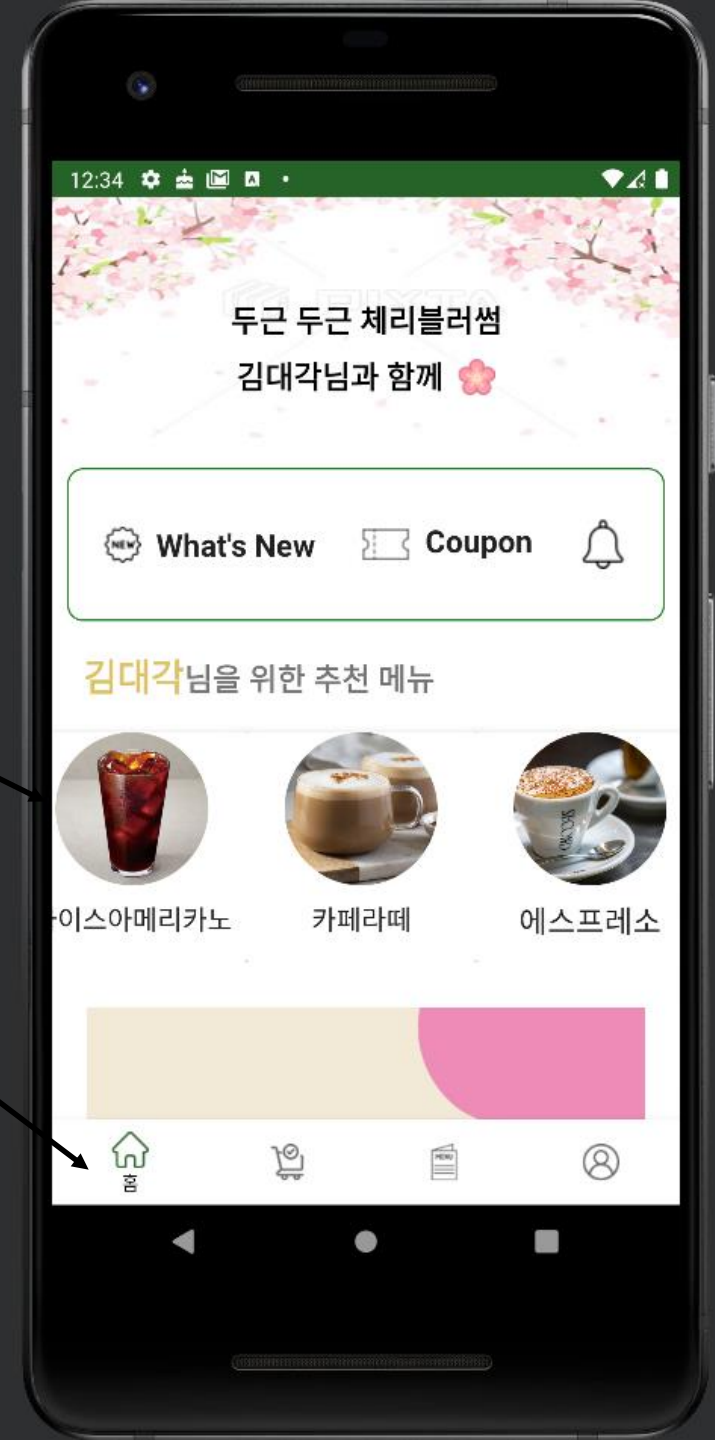 12:34
두근 두근 체리블러썸
김대각님과 함께
NEW What's New Coupon
김대각님을 위한 추천 메뉴
이스아메리카노 카페라떼 에스프레소
MENU
홈